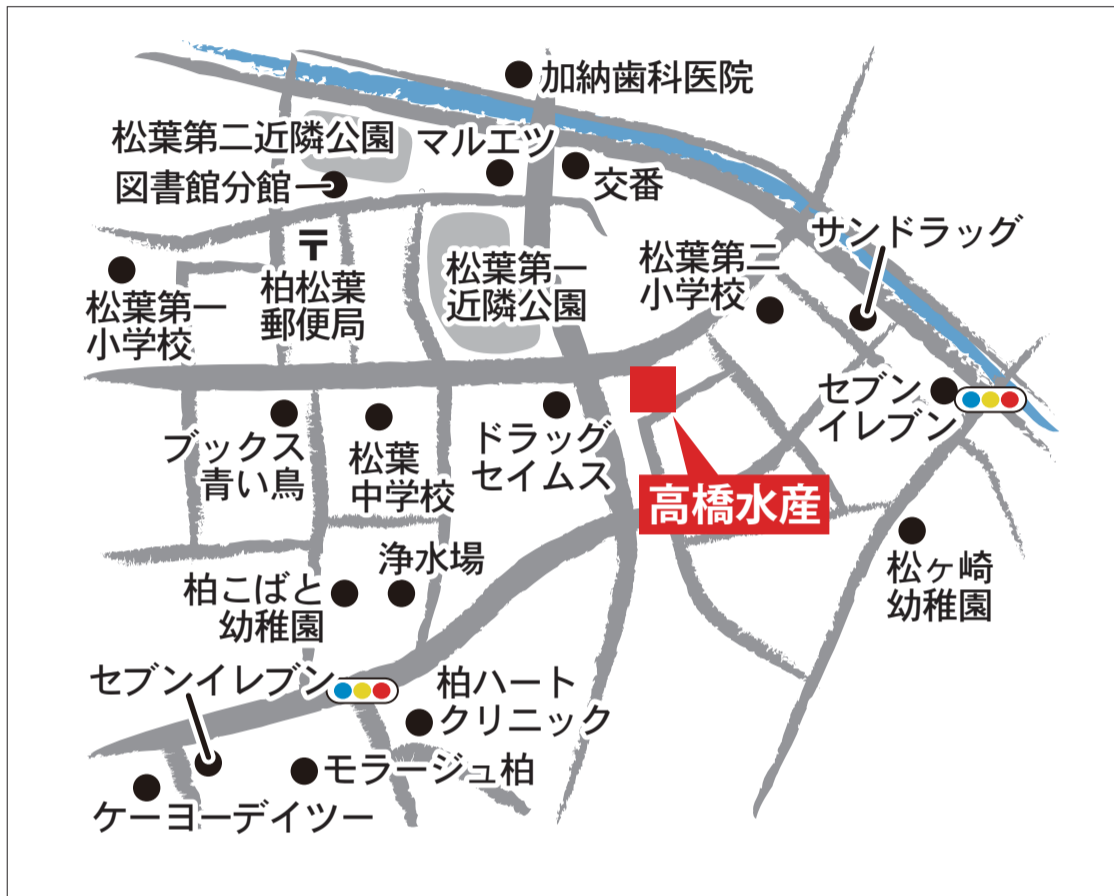 加納歯科医院
松葉第二近隣公園
マルエツ
図書館分館
交番
サンドラッグ
〒
柏松葉
郵便局
松葉第一
近隣公園
松葉第二
小学校
松葉第一
小学校
セブン
イレブン
ブックス
青い鳥
松葉
中学校
ドラッグ
セイムス
高橋水産
浄水場
柏こばと
幼稚園
松ヶ崎
幼稚園
セブンイレブン
柏ハート
クリニック
モラージュ柏
ケーヨーデイツー